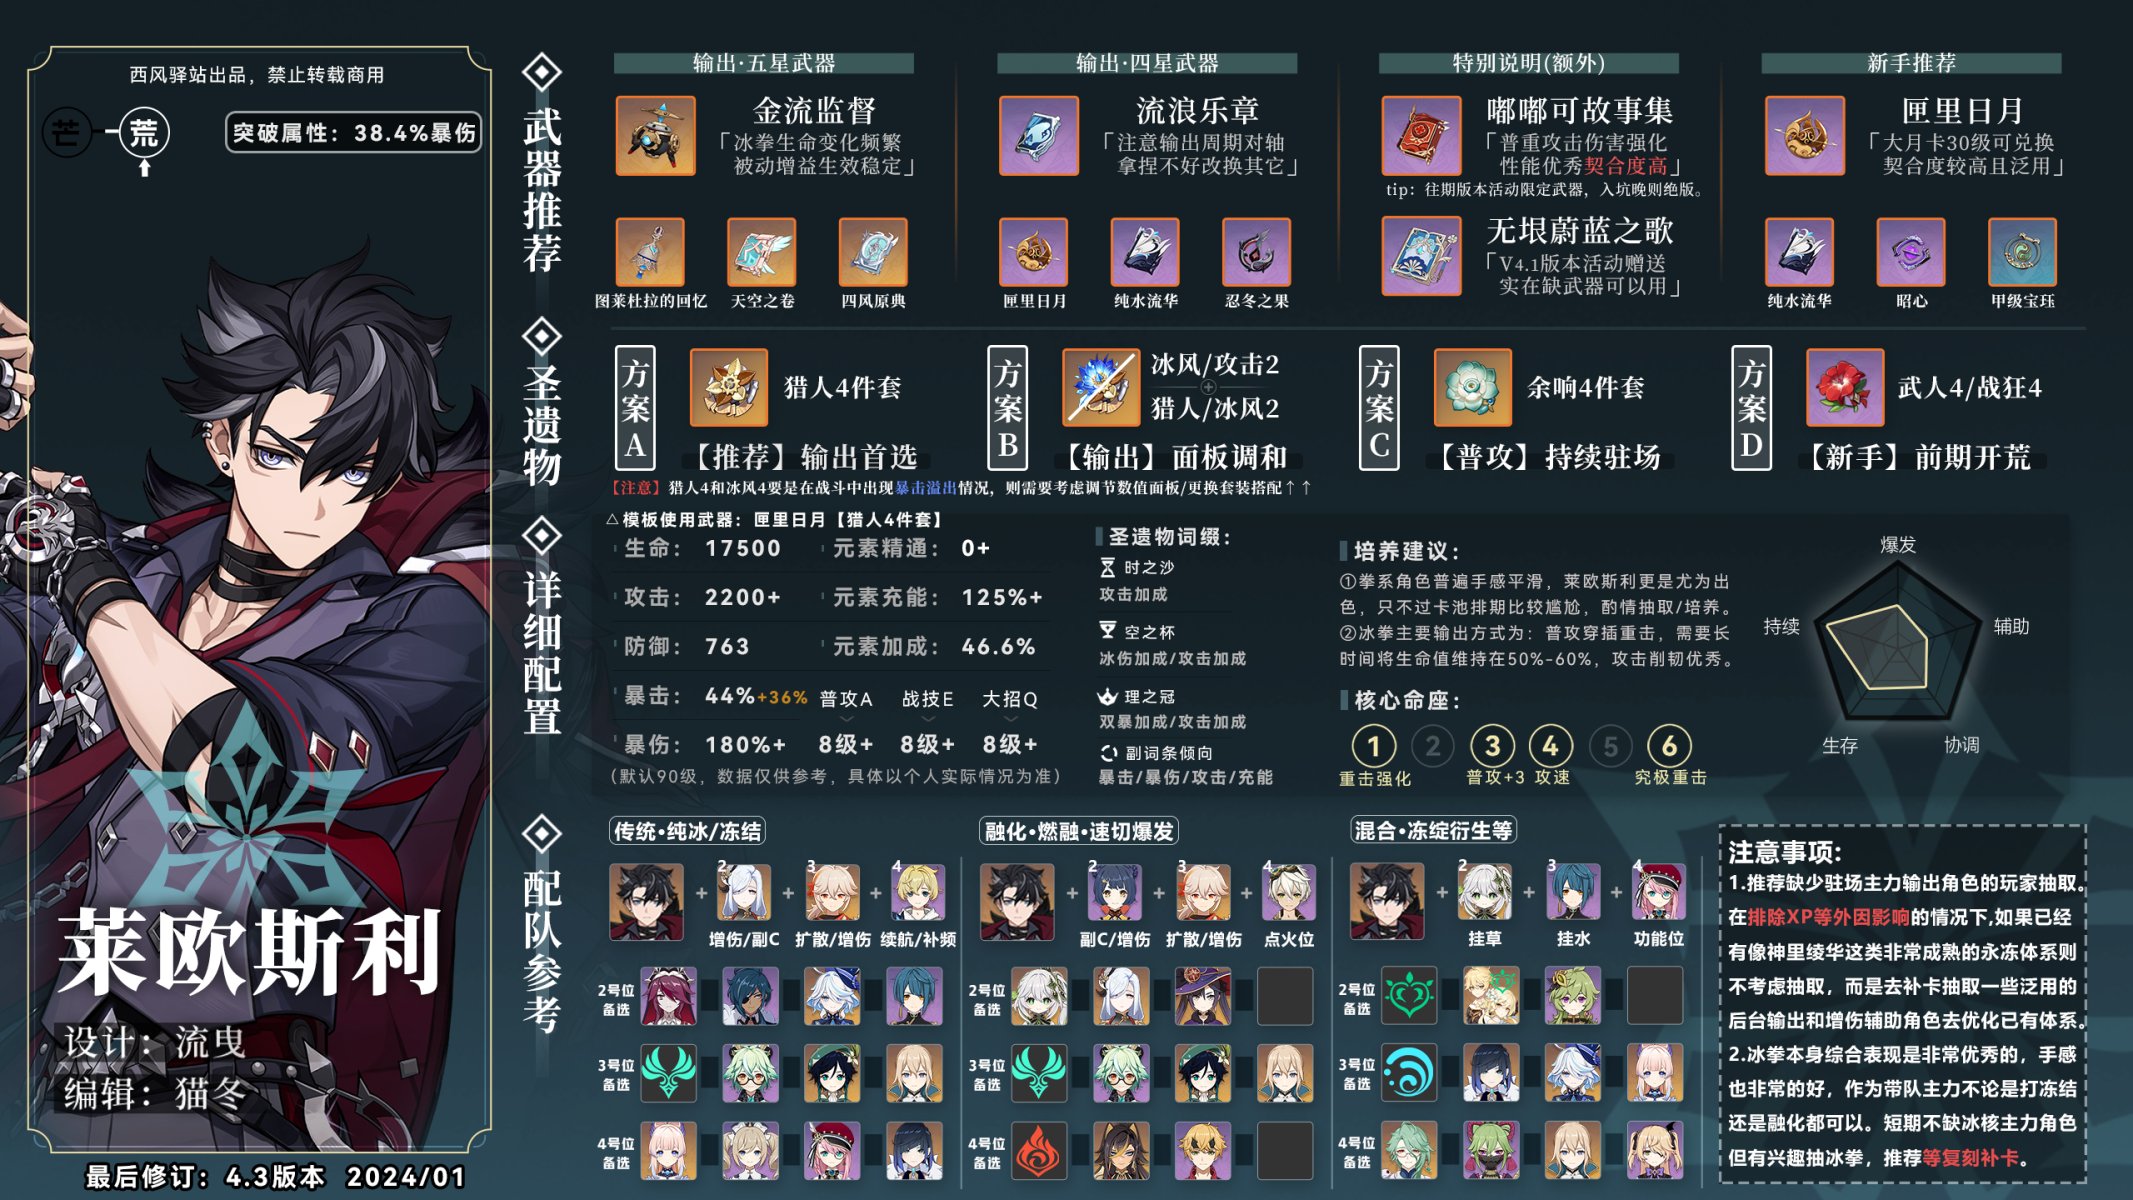 西风驿站出品，禁止转载商用
芒
荒
突破属性：38.4%暴伤
莱欧斯利
设计：流曳
编辑：猫冬
最后修订：4.3版本 2024/01
武器推荐
输出·五星武器
金流监督
「冰拳生命变化频繁
被动增益生效稳定」
图莱杜拉的回忆
天空之卷
四风原典
输出·四星武器
流浪乐章
「注意输出周期对轴
拿捏不好改换其它」
匣里日月
纯水流华
忍冬之果
特别说明(额外)
嘟嘟可故事集
「普重攻击伤害强化
性能优秀契合度高」
tip：往期版本活动限定武器，入坑晚则绝版。
无垠蔚蓝之歌
「V4.1版本活动赠送
实在缺武器可以用」
新手推荐
匣里日月
「大月卡30级可兑换
契合度较高且泛用」
纯水流华
昭心
甲级宝珏
圣遗物
方案A
猎人4件套
【推荐】输出首选
方案B
冰风/攻击2
猎人/冰风2
【输出】面板调和
方案C
余响4件套
【普攻】持续驻场
方案D
武人4/战狂4
【新手】前期开荒
【注意】猎人4和冰风4要是在战斗中出现暴击溢出情况，则需要考虑调节数值面板/更换套装搭配↑↑
详细配置
△模板使用武器：匣里日月【猎人4件套】
生命：17500
元素精通：0+
攻击：2200+
元素充能：125%+
防御：763
元素加成：46.6%
暴击：44%+36%
普攻A 战技E 大招Q
暴伤：180%+
8级+ 8级+ 8级+
(默认90级，数据仅供参考，具体以个人实际情况为准)
圣遗物词缀：
时之沙
攻击加成
空之杯
冰伤加成/攻击加成
理之冠
双暴加成/攻击加成
副词条倾向
暴击/暴伤/攻击/充能
培养建议：
①拳系角色普遍手感平滑，莱欧斯利更是尤为出
色，只不过卡池排期比较尴尬，酌情抽取/培养。
②冰拳主要输出方式为：普攻穿插重击，需要长
时间将生命值维持在50%-60%，攻击削韧优秀。
核心命座：
1 2 3 4 5 6
重击强化 普攻+3 攻速 究极重击
爆发
辅助
协调
生存
持续
配队参考
传统·纯冰/冻结
2 3 4
+ + +
增伤/副C 扩散/增伤 续航/补频
2号位
备选
3号位
备选
4号位
备选
融化·燃融·速切爆发
2 3 4
+ + +
副C/增伤 扩散/增伤 点火位
2号位
备选
3号位
备选
4号位
备选
混合·冻绽衍生等
2 3 4
+ + +
挂草 挂水 功能位
2号位
备选
3号位
备选
4号位
备选
注意事项：
1.推荐缺少驻场主力输出角色的玩家抽取。
在排除XP等外因影响的情况下,如果已经
有像神里绫华这类非常成熟的永冻体系则
不考虑抽取，而是去补卡抽取一些泛用的
后台输出和增伤辅助角色去优化已有体系。
2.冰拳本身综合表现是非常优秀的，手感
也非常的好，作为带队主力不论是打冻结
还是融化都可以。短期不缺冰核主力角色
但有兴趣抽冰拳，推荐等复刻补卡。